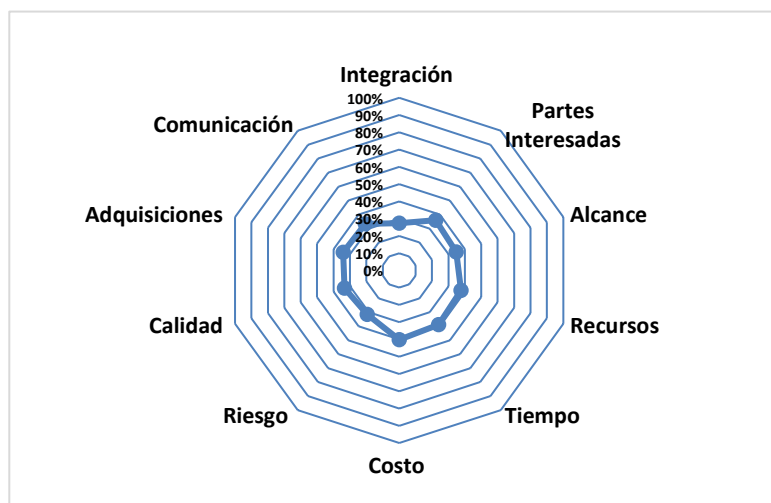 Integración
Partes
Interesadas
Alcance
Recursos
Tiempo
Costo
Riesgo
Calidad
Adquisiciones
Comunicación
100%
90%
80%
70%
60%
50%
40%
30%
20%
10%
0%